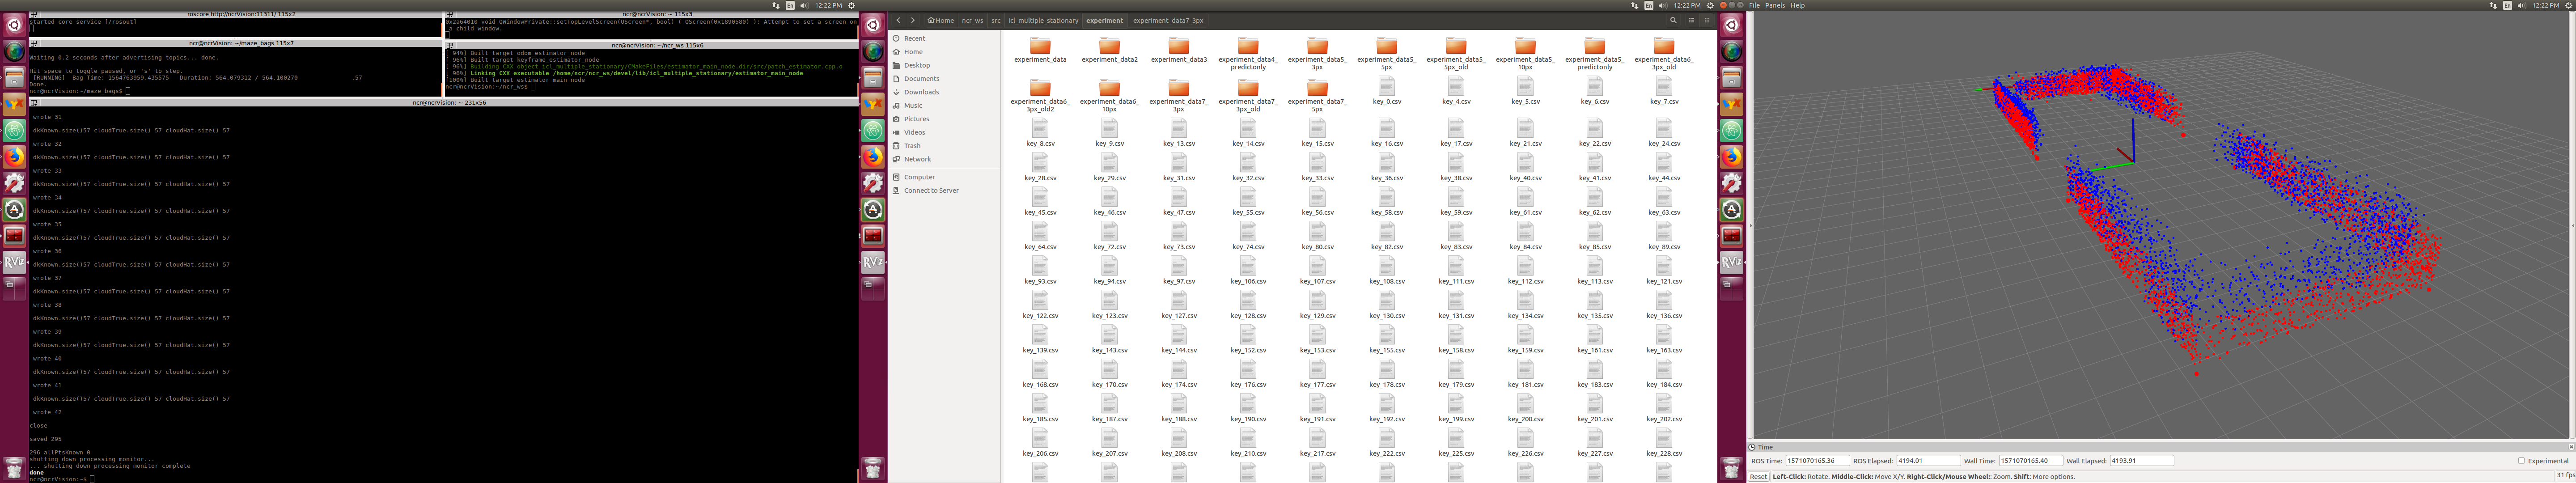 12:22 PM
roscore http://ncrVision:11311/ 115x2
started core service [/rosout]
ncr@ncrVision: ~/maze_bags 115x7
Waiting 0.2 seconds after advertising topics... done.
Hit space to toggle paused, or 's' to step.
[RUNNING] Bag Time: 1564763959.435575 Duration: 564.079312 / 564.100270 .57
Done.
ncr@ncrVision:~/maze_bags$
ncr@ncrVision: ~ 115x3
0x2a64010 void QWindowPrivate::setTopLevelScreen(QScreen*, bool) ( QScreen(0x1890500) ): Attempt to set a screen on
a child window.
ncr@ncrVision: ~/ncr_ws 115x6
[ 94%] Built target odom_estimator_node
[ 96%] Built target keyframe_estimator_node
[ 96%] Building CXX object icl_multiple_stationary/CMakeFiles/estimator_main_node.dir/src/patch_estimator.cpp.o
[ 98%] Linking CXX executable /home/ncr/ncr_ws/devel/lib/icl_multiple_stationary/estimator_main_node
[100%] Built target estimator_main_node
ncr@ncrVision:~/ncr_ws$
ncr@ncrVision: ~ 231x56
wrote 31
dkKnown.size()57 cloudTrue.size() 57 cloudHat.size() 57
wrote 32
dkKnown.size()57 cloudTrue.size() 57 cloudHat.size() 57
wrote 33
dkKnown.size()57 cloudTrue.size() 57 cloudHat.size() 57
wrote 34
dkKnown.size()57 cloudTrue.size() 57 cloudHat.size() 57
wrote 35
dkKnown.size()57 cloudTrue.size() 57 cloudHat.size() 57
wrote 36
dkKnown.size()57 cloudTrue.size() 57 cloudHat.size() 57
wrote 37
dkKnown.size()57 cloudTrue.size() 57 cloudHat.size() 57
wrote 38
dkKnown.size()57 cloudTrue.size() 57 cloudHat.size() 57
wrote 39
dkKnown.size()57 cloudTrue.size() 57 cloudHat.size() 57
wrote 40
dkKnown.size()57 cloudTrue.size() 57 cloudHat.size() 57
wrote 41
dkKnown.size()57 cloudTrue.size() 57 cloudHat.size() 57
wrote 42
close
saved 295
296 allPtsKnown 0
shutting down processing monitor...
... shutting down processing monitor complete
done
ncr@ncrVision:~$
12:22 PM
Home ncr_ws src icl_multiple_stationary experiment experiment_data7_3px
Recent
Home
Desktop
Documents
Downloads
Music
Pictures
Videos
Trash
Network
Computer
Connect to Server
experiment_data experiment_data2 experiment_data3 experiment_data4_predictonly experiment_data5_3px experiment_data5_5px experiment_data5_5px_old experiment_data5_10px experiment_data5_predictonly experiment_data6_3px_old
experiment_data6_3px_old2 experiment_data6_10px experiment_data7_3px experiment_data7_3px_old experiment_data7_5px key_0.csv key_4.csv key_5.csv key_6.csv key_7.csv
key_8.csv key_9.csv key_13.csv key_14.csv key_15.csv key_16.csv key_17.csv key_21.csv key_22.csv key_24.csv
key_28.csv key_29.csv key_31.csv key_32.csv key_33.csv key_36.csv key_38.csv key_40.csv key_41.csv key_44.csv
key_45.csv key_46.csv key_47.csv key_55.csv key_56.csv key_58.csv key_59.csv key_61.csv key_62.csv key_63.csv
key_64.csv key_72.csv key_73.csv key_74.csv key_80.csv key_82.csv key_83.csv key_84.csv key_85.csv key_89.csv
key_93.csv key_94.csv key_97.csv key_106.csv key_107.csv key_108.csv key_111.csv key_112.csv key_113.csv key_121.csv
key_122.csv key_123.csv key_127.csv key_128.csv key_129.csv key_130.csv key_131.csv key_134.csv key_135.csv key_136.csv
key_139.csv key_143.csv key_144.csv key_152.csv key_153.csv key_155.csv key_158.csv key_159.csv key_161.csv key_163.csv
key_168.csv key_170.csv key_174.csv key_176.csv key_177.csv key_178.csv key_179.csv key_181.csv key_183.csv key_184.csv
key_185.csv key_187.csv key_188.csv key_190.csv key_191.csv key_192.csv key_199.csv key_200.csv key_201.csv key_202.csv
key_206.csv key_207.csv key_208.csv key_210.csv key_217.csv key_222.csv key_225.csv key_226.csv key_227.csv key_228.csv
File Panels Help
12:22 PM
Time
ROS Time: 1571070165.36 ROS Elapsed: 4194.01 Wall Time: 1571070165.40 Wall Elapsed: 4193.91 Experimental
Reset Left-Click: Rotate. Middle-Click: Move X/Y. Right-Click/Mouse Wheel:: Zoom. Shift: More options. 31 fps